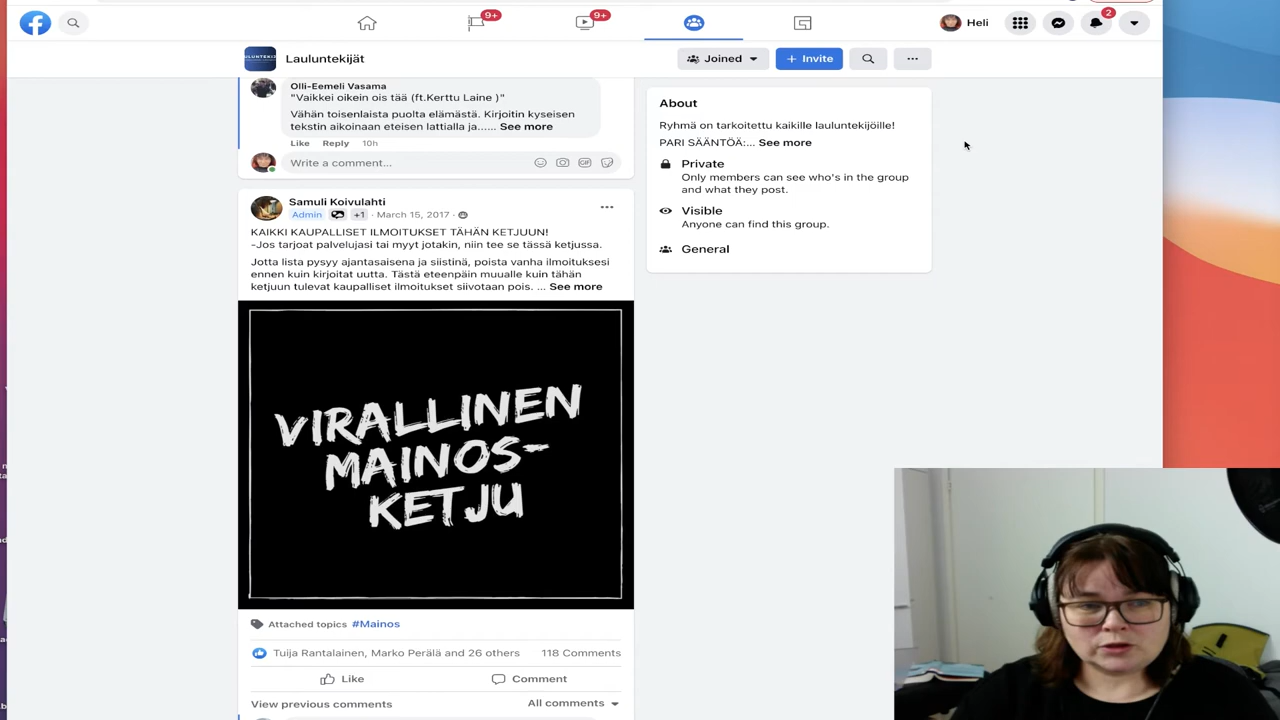 9+
9+
Heli
2
Lauluntekijät
Joined
+ Invite
Olli-Eemeli Vasama
"Vaikkei oikein ois tää (ft.Kerttu Laine )"
Vähän toisenlaista puolta elämästä. Kirjoitin kyseisen
tekstin aikoinaan eteisen lattialla ja...... See more
Like Reply 10h
Write a comment...
GIF
Samuli Koivulahti
Admin +1 · March 15, 2017 ·
KAIKKI KAUPALLISET ILMOITUKSET TÄHÄN KETJUUN!
-Jos tarjoat palvelujasi tai myyt jotakin, niin tee se tässä ketjussa.
Jotta lista pysyy ajantasaisena ja siistinä, poista vanha ilmoituksesi
ennen kuin kirjoitat uutta. Tästä eteenpäin muualle kuin tähän
ketjuun tulevat kaupalliset ilmoitukset siivotaan pois. ... See more
VIRALLINEN
MAINOS-
KETJU
Attached topics #Mainos
Tuija Rantalainen, Marko Perälä and 26 others 118 Comments
Like Comment
View previous comments All comments
About
Ryhmä on tarkoitettu kaikille lauluntekijöille!
PARI SÄÄNTÖÄ:... See more
Private
Only members can see who's in the group
and what they post.
Visible
Anyone can find this group.
General